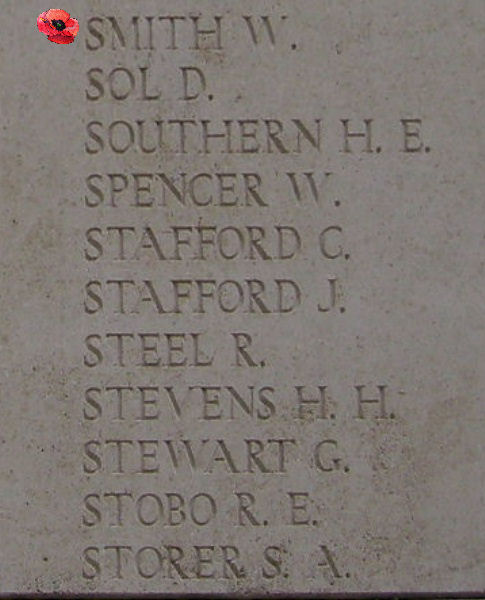 SMITH W.
SOL D.
SOUTHERN H. E.
SPENCER W.
STAFFORD C.
STAFFORD J.
STEEL R.
STEVENS H. H.
STEWART G.
STOBO R. E.
STORER S. A.